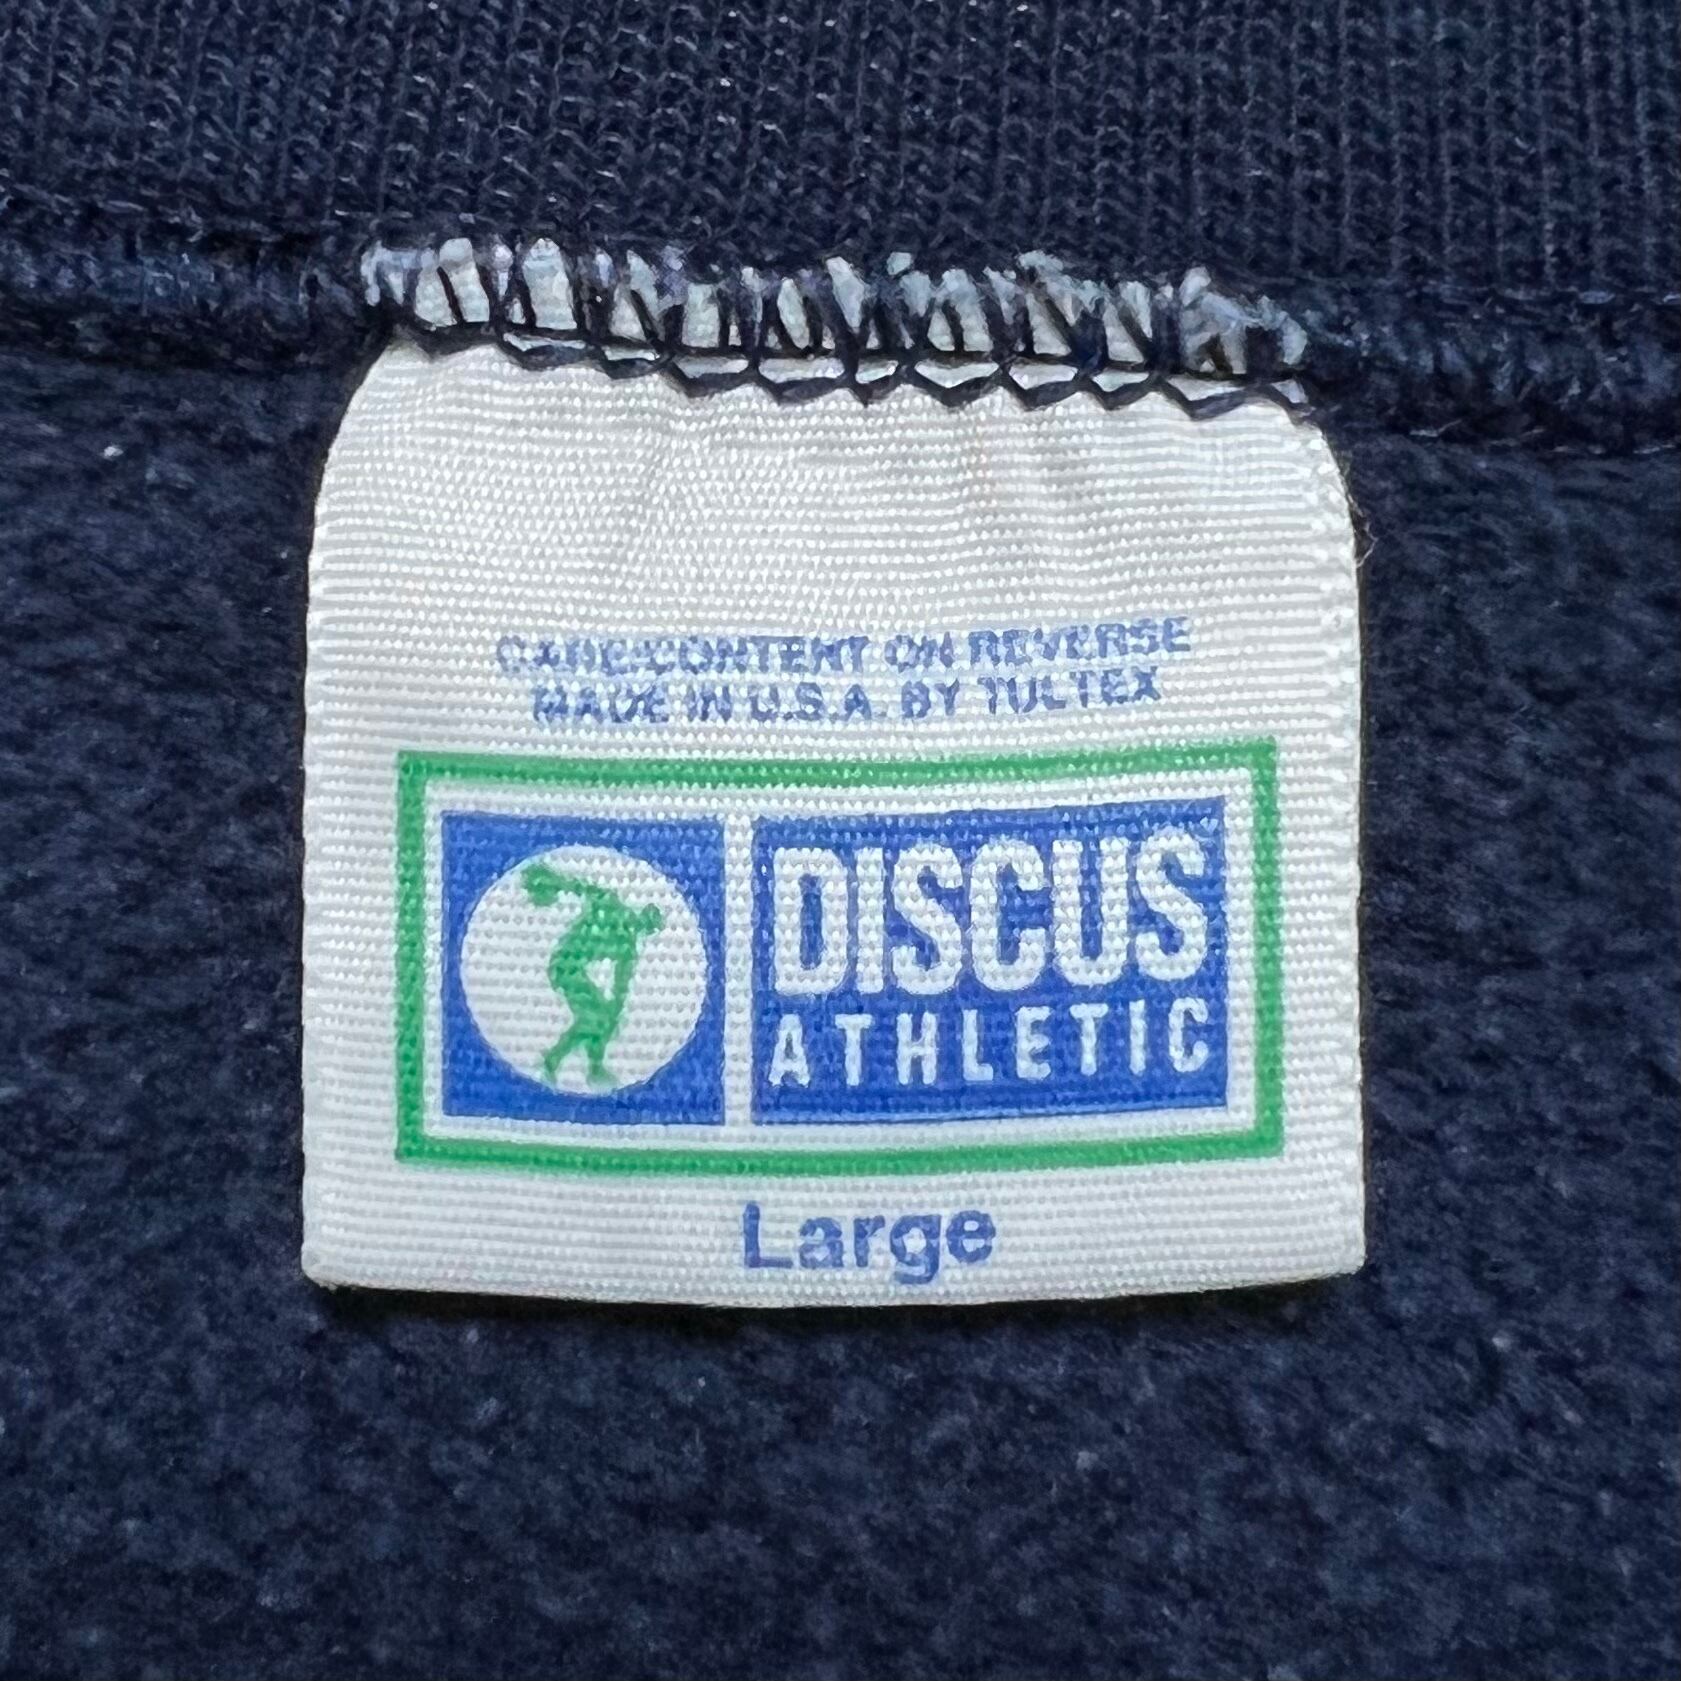 CARE/CONTENT ON REVERSE
MADE IN U.S.A. BY TULTEX
DISCUS
ATHLETIC
Large